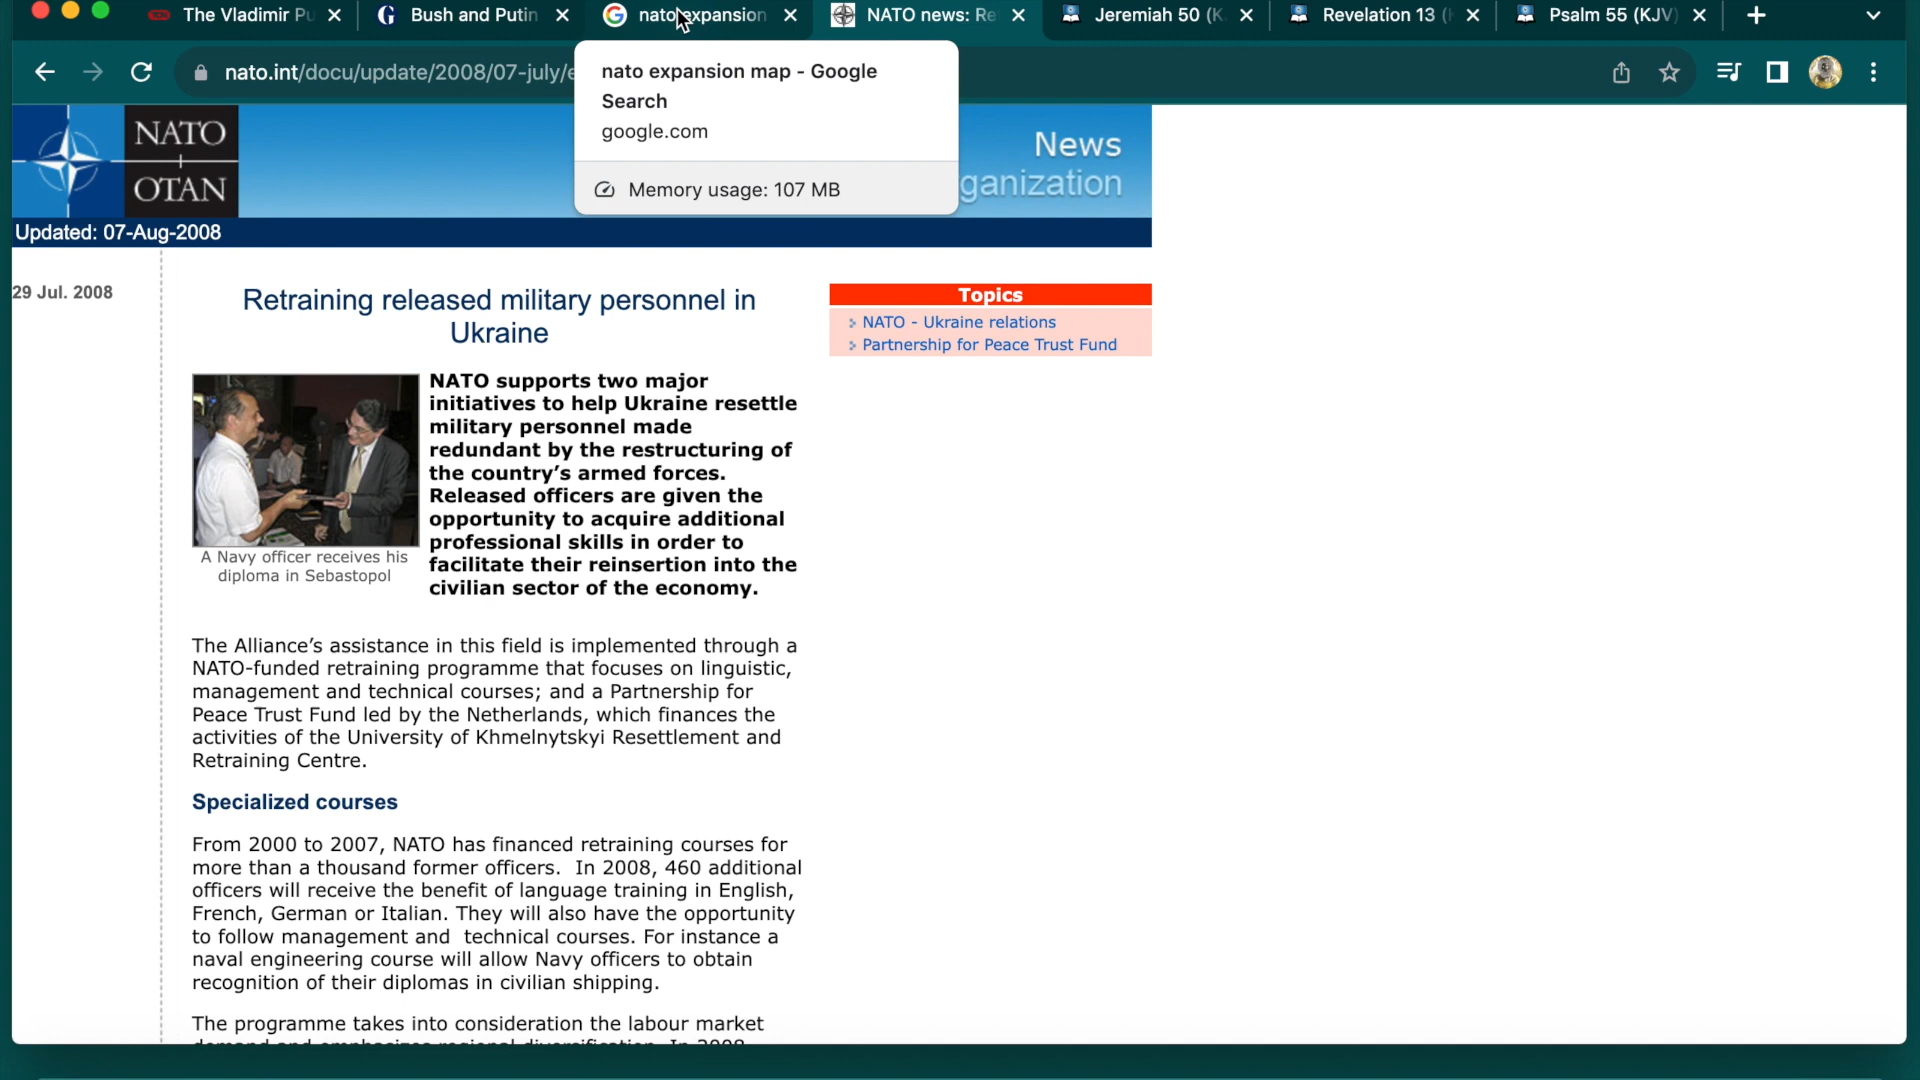 The Vladimir Pu
Bush and Putin
nato expansion
NATO news: Re
Jeremiah 50 (K
Revelation 13 (
Psalm 55 (KJV)
nato.int/docu/update/2008/07-july/e
nato expansion map - Google
Search
google.com
Memory usage: 107 MB
NATO
OTAN
News
ganization
Updated: 07-Aug-2008
29 Jul. 2008
Retraining released military personnel in
Ukraine
Topics
NATO - Ukraine relations
Partnership for Peace Trust Fund
NATO supports two major
initiatives to help Ukraine resettle
military personnel made
redundant by the restructuring of
the country’s armed forces.
Released officers are given the
opportunity to acquire additional
professional skills in order to
facilitate their reinsertion into the
civilian sector of the economy.
A Navy officer receives his
diploma in Sebastopol
The Alliance’s assistance in this field is implemented through a
NATO-funded retraining programme that focuses on linguistic,
management and technical courses; and a Partnership for
Peace Trust Fund led by the Netherlands, which finances the
activities of the University of Khmelnytskyi Resettlement and
Retraining Centre.
Specialized courses
From 2000 to 2007, NATO has financed retraining courses for
more than a thousand former officers. In 2008, 460 additional
officers will receive the benefit of language training in English,
French, German or Italian. They will also have the opportunity
to follow management and technical courses. For instance a
naval engineering course will allow Navy officers to obtain
recognition of their diplomas in civilian shipping.
The programme takes into consideration the labour market
demand and emphasizes regional diversification. In 2008